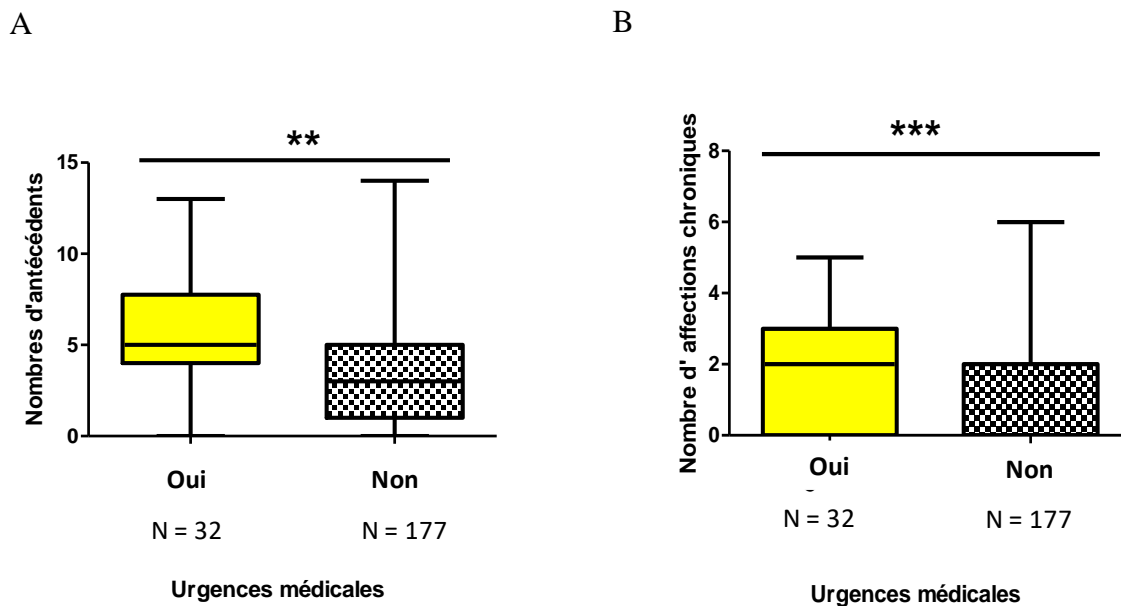 A
**
Nombres d'antécédents
15
10
5
0
Oui
Non
N = 32
N = 177
Urgences médicales
B
***
Nombre d' affections chroniques
8
6
4
2
0
Oui
Non
N = 32
N = 177
Urgences médicales